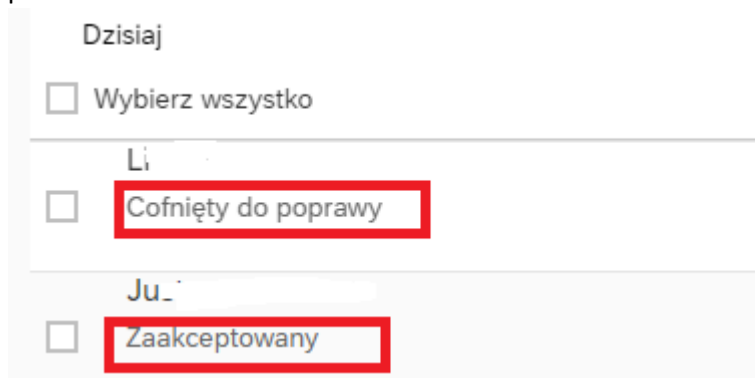 Dzisiaj
Wybierz wszystko
Cofnięty do poprawy
Zaakceptowany